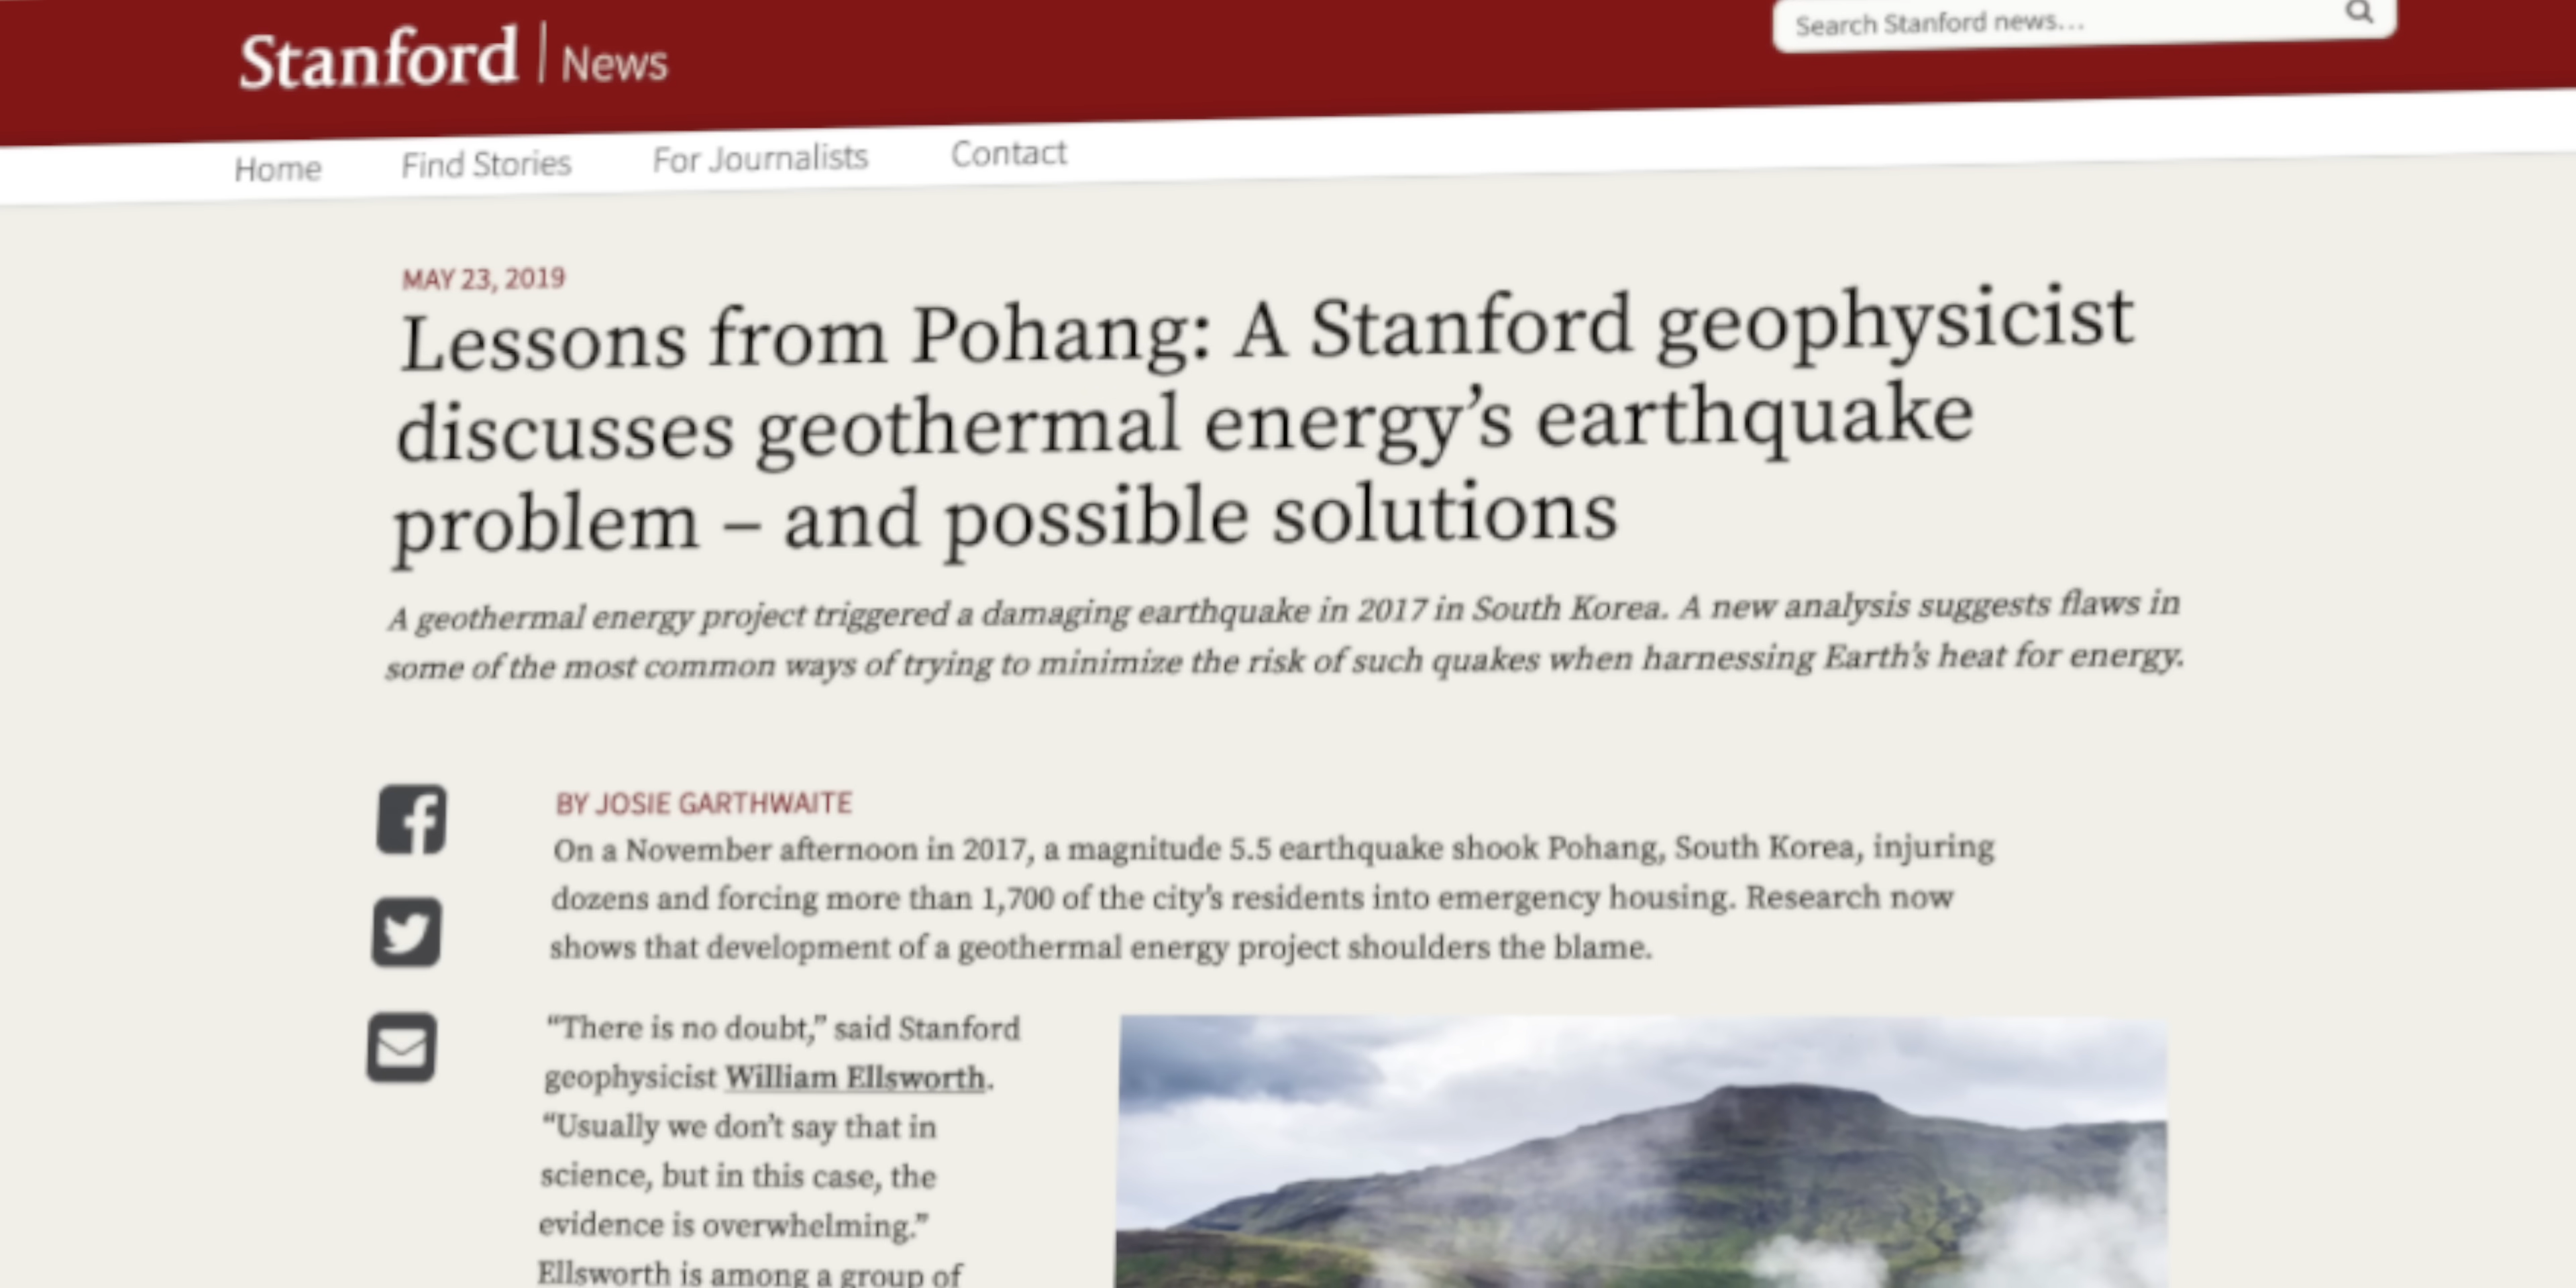 Stanford | News
Search Stanford news...
Home Find Stories For Journalists Contact
MAY 23, 2019
Lessons from Pohang: A Stanford geophysicist
discusses geothermal energy’s earthquake
problem – and possible solutions
A geothermal energy project triggered a damaging earthquake in 2017 in South Korea. A new analysis suggests flaws in
some of the most common ways of trying to minimize the risk of such quakes when harnessing Earth’s heat for energy.
BY JOSIE GARTHWAITE
On a November afternoon in 2017, a magnitude 5.5 earthquake shook Pohang, South Korea, injuring
dozens and forcing more than 1,700 of the city’s residents into emergency housing. Research now
shows that development of a geothermal energy project shoulders the blame.
“There is no doubt,” said Stanford
geophysicist William Ellsworth.
“Usually we don’t say that in
science, but in this case, the
evidence is overwhelming.”
Ellsworth is among a group of